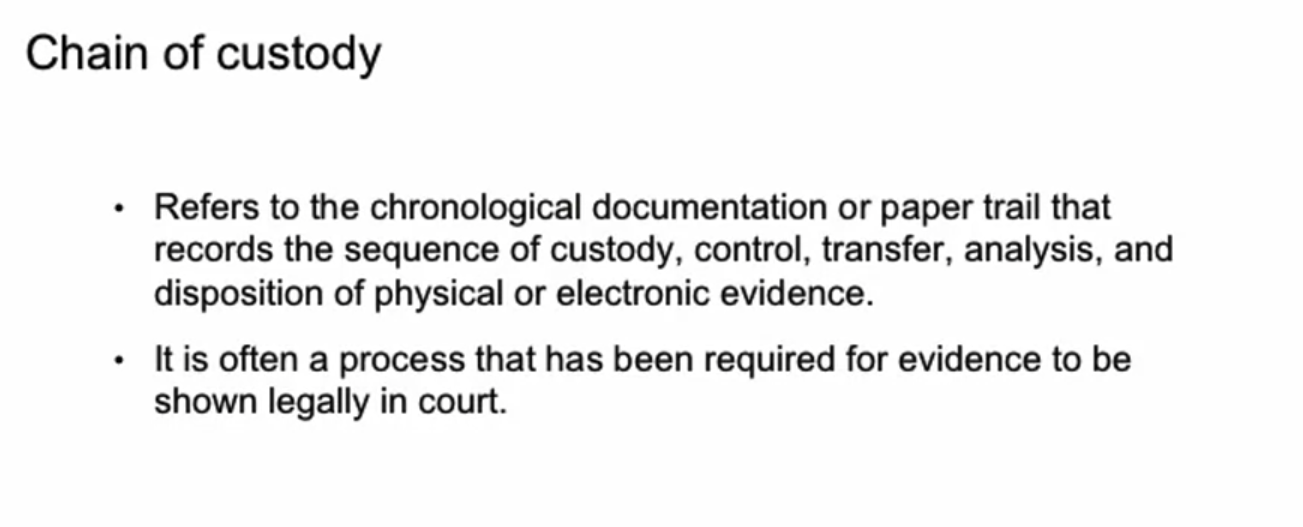 Chain of custody
• Refers to the chronological documentation or paper trail that
records the sequence of custody, control, transfer, analysis, and
disposition of physical or electronic evidence.
• It is often a process that has been required for evidence to be
shown legally in court.